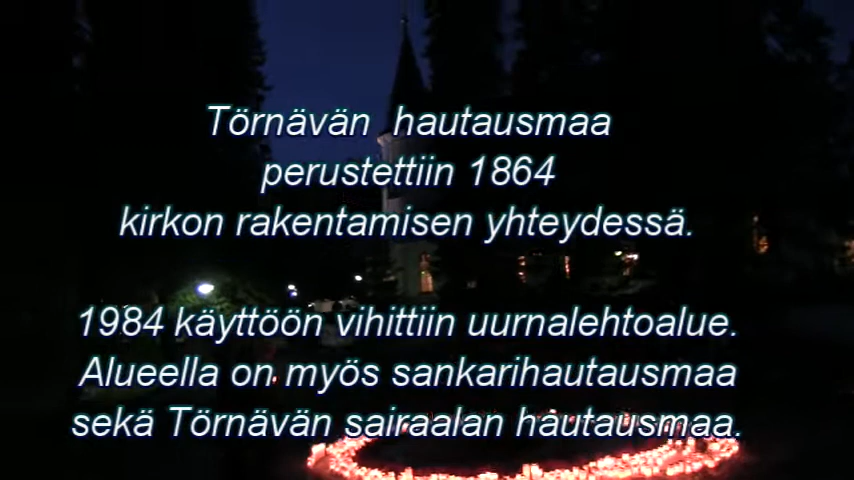 Törnävän hautausmaa
perustettiin 1864
kirkon rakentamisen yhteydessä.
1984 käyttöön vihittiin uurnalehtoalue.
Alueella on myös sankarihautausmaa
sekä Törnävän sairaalan hautausmaa.